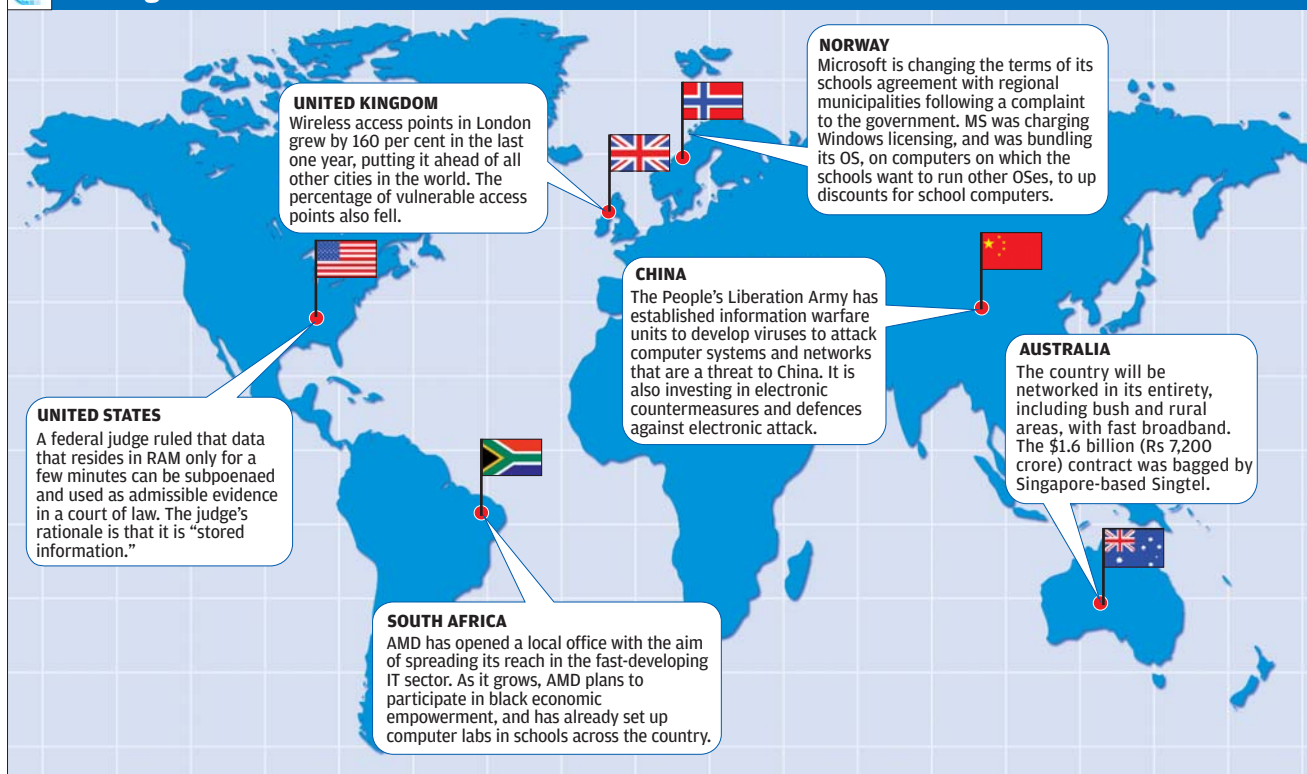 UNITED KINGDOM
Wireless access points in London
grew by 160 per cent in the last
one year, putting it ahead of all
other cities in the world. The
percentage of vulnerable access
points also fell.
NORWAY
Microsoft is changing the terms of its
schools agreement with regional
municipalities following a complaint
to the government. MS was charging
Windows licensing, and was bundling
its OS, on computers on which the
schools want to run other OSes, to up
discounts for school computers.
CHINA
The People's Liberation Army has
established information warfare
units to develop viruses to attack
computer systems and networks
that are a threat to China. It is
also investing in electronic
countermeasures and defences
against electronic attack.
AUSTRALIA
The country will be
networked in its entirety,
including bush and rural
areas, with fast broadband.
The $1.6 billion (Rs 7,200
crore) contract was bagged by
Singapore-based Singtel.
UNITED STATES
A federal judge ruled that data
that resides in RAM only for a
few minutes can be subpoenaed
and used as admissible evidence
in a court of law. The judge's
rationale is that it is “stored
information.”
SOUTH AFRICA
AMD has opened a local office with the aim
of spreading its reach in the fast-developing
IT sector. As it grows, AMD plans to
participate in black economic
empowerment, and has already set up
computer labs in schools across the country.